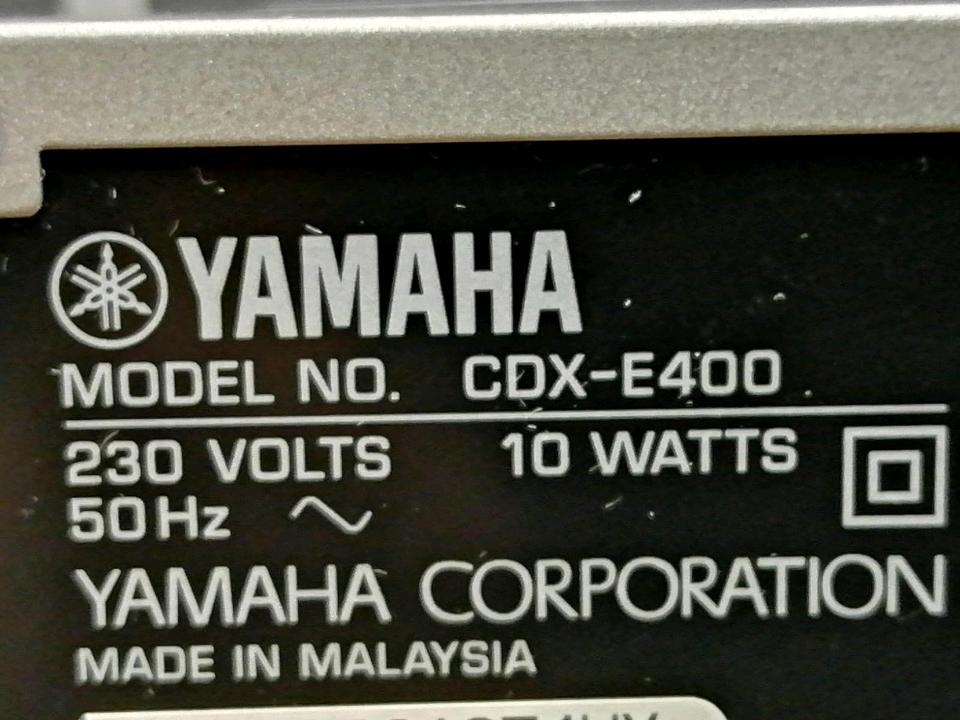 YAMAHA
MODEL NO. CDX-E400
230 VOLTS 10 WATTS
50Hz ~
YAMAHA CORPORATION
MADE IN MALAYSIA